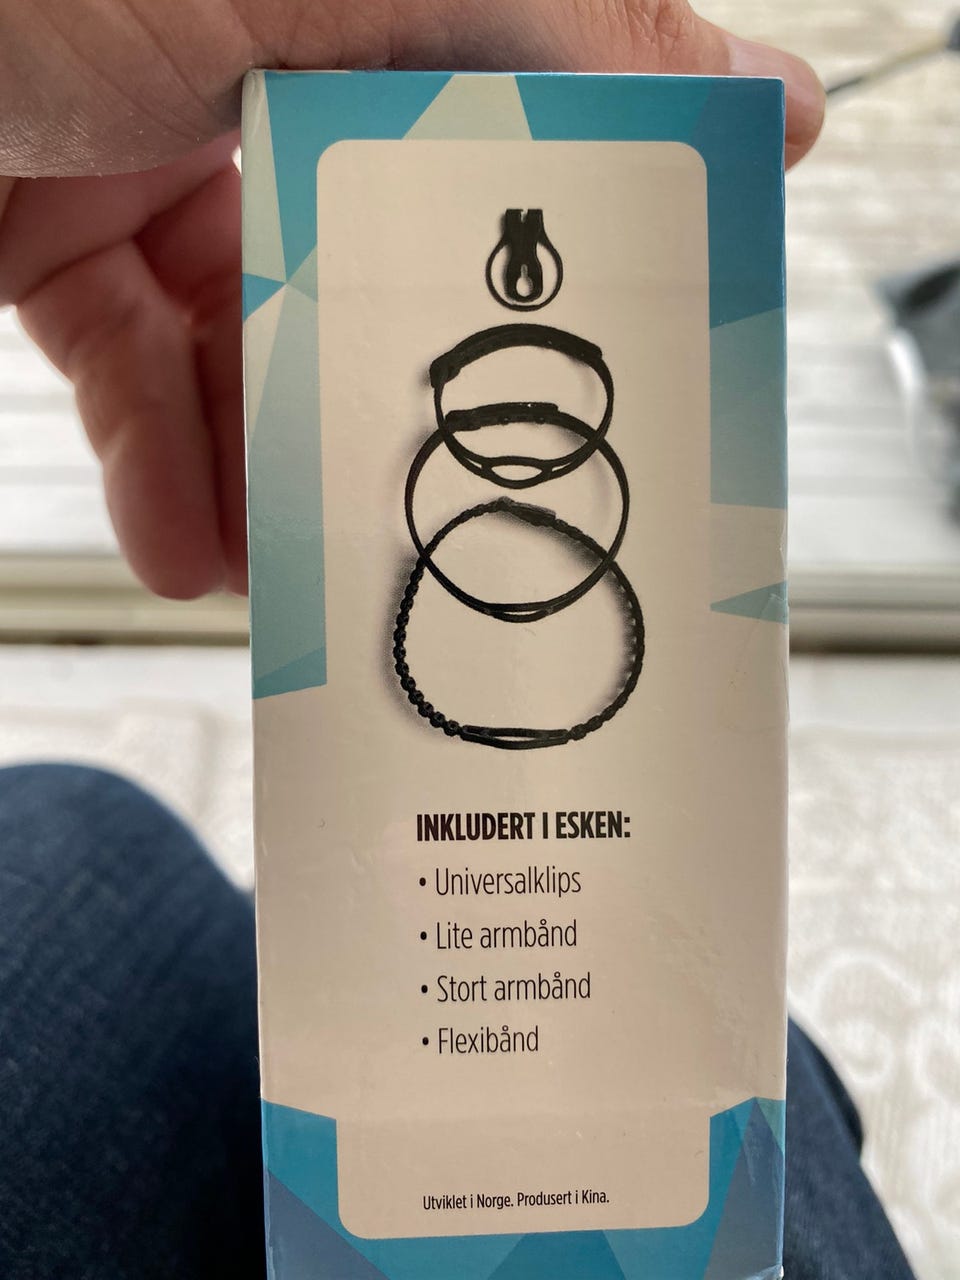 INKLUDERT I ESKEN:
• Universalklips
• Lite armbånd
• Stort armbånd
• Flexibånd
Utviklet i Norge. Produsert i Kina.